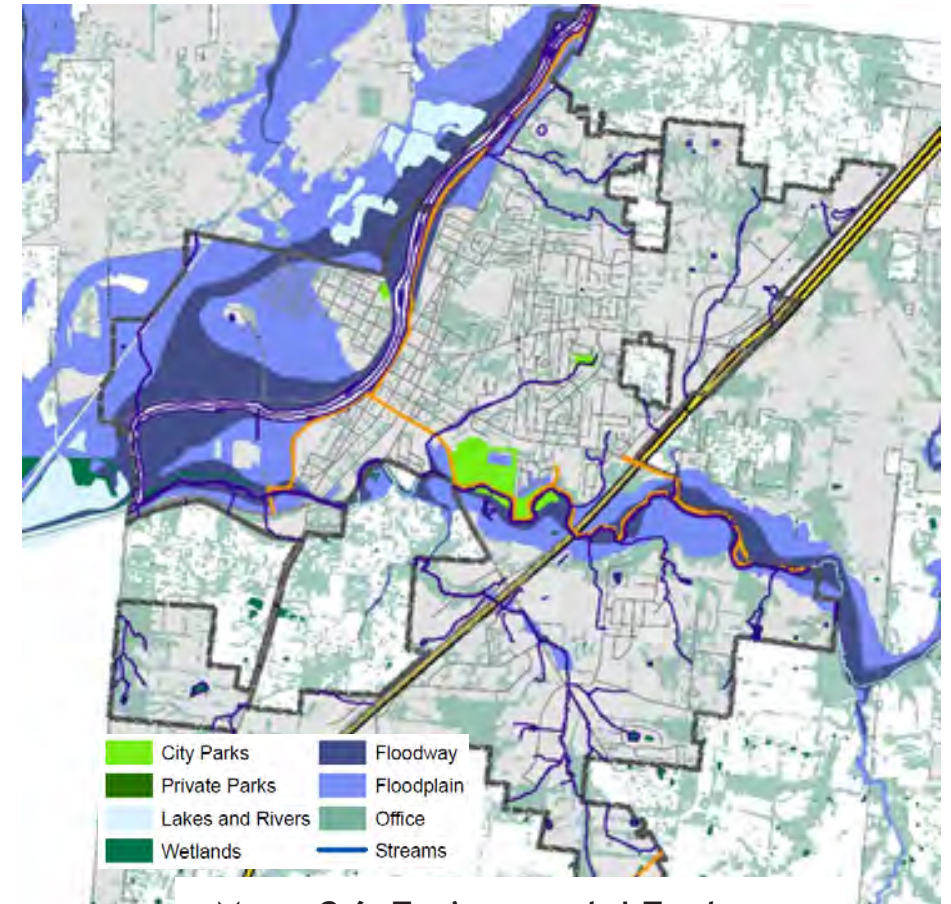 City Parks
Private Parks
Lakes and Rivers
Wetlands
Floodway
Floodplain
Office
Streams